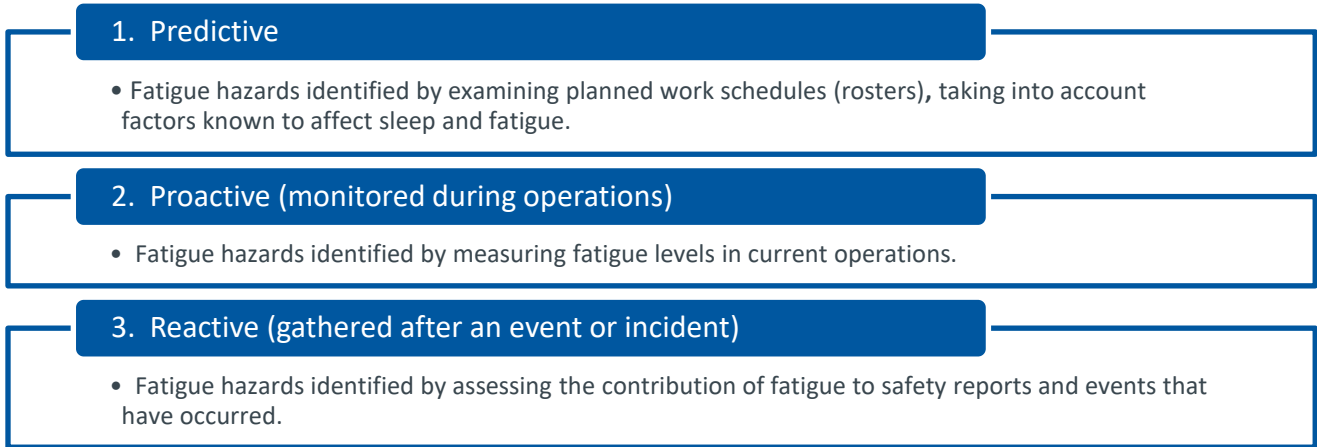 1. Predictive
• Fatigue hazards identified by examining planned work schedules (rosters), taking into account
factors known to affect sleep and fatigue.
2. Proactive (monitored during operations)
• Fatigue hazards identified by measuring fatigue levels in current operations.
3. Reactive (gathered after an event or incident)
• Fatigue hazards identified by assessing the contribution of fatigue to safety reports and events that
have occurred.